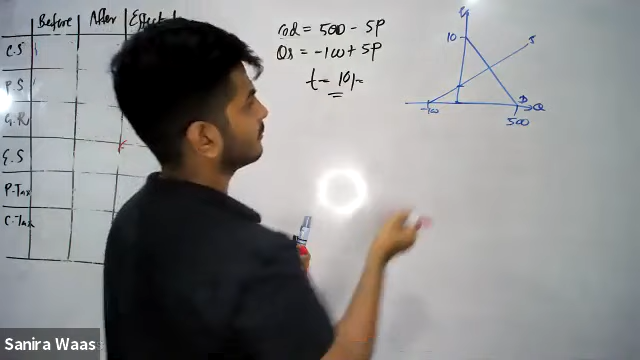 Before After Effect
C.S
P.S
G.R
E.S
P.Tax
C.Tax
Qd = 500 - 5P
Qs = -100 + 5P
t = 10/=
P
10
S
-100
D
Q
500
Sanira Waas